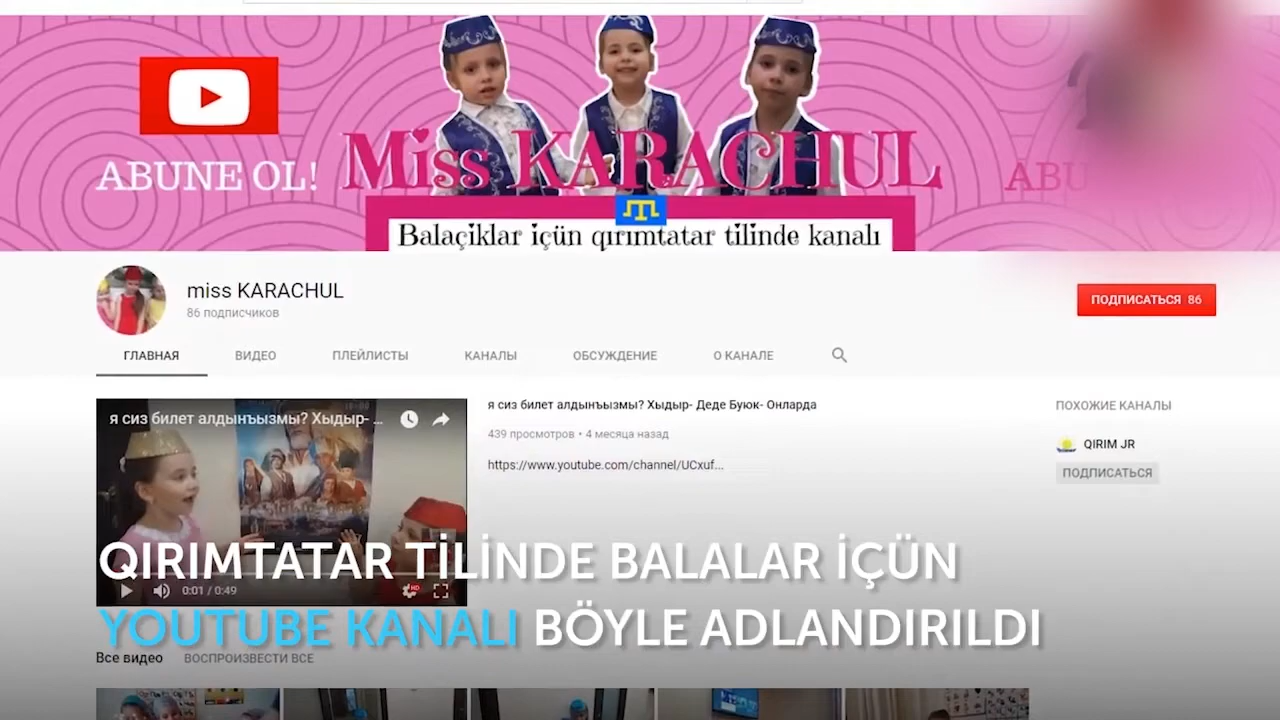 ABUNE OL!
Miss KARACHUL
ABU
Balaçiklar içün qırımtatar tilinde kanalı
miss KARACHUL
86 подписчиков
ПОДПИСАТЬСЯ 86
ГЛАВНАЯ ВИДЕО ПЛЕЙЛИСТЫ КАНАЛЫ ОБСУЖДЕНИЕ О КАНАЛЕ
я сиз билет алдынъызмы? Хыдыр- ...
я сиз билет алдынъызмы? Хыдыр- Деде Буюк- Онларда
439 просмотров • 4 месяца назад
https://www.youtube.com/channel/UCxuf...
ПОХОЖИЕ КАНАЛЫ
QIRIM JR
ПОДПИСАТЬСЯ
QIRIMTATAR TİLİNDE BALALAR İÇÜN
0:01 / 0:49
HD
YOUTUBE KANALI BÖYLE ADLANDIRILDI
Все видео ВОСПРОИЗВЕСТИ ВСЕ